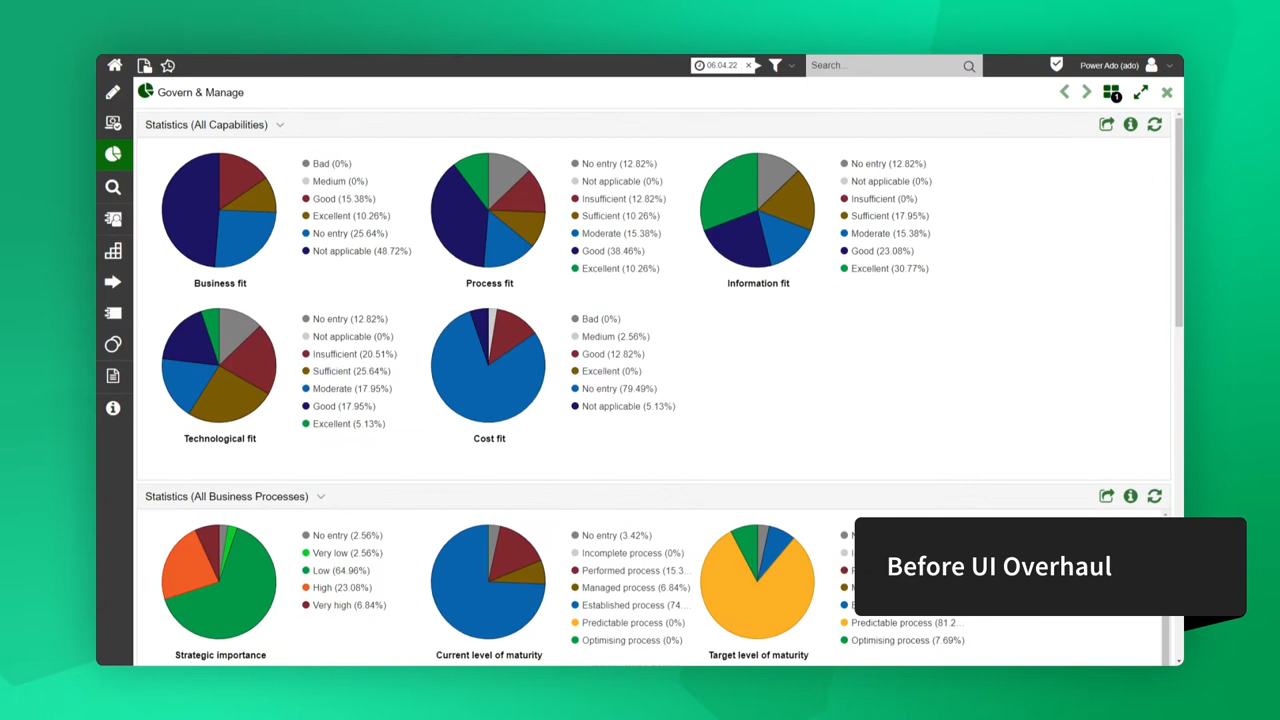 06.04.22
Search...
Power Ado (ado)
Govern & Manage
1
Statistics (All Capabilities)
Bad (0%)
Medium (0%)
Good (15.38%)
Excellent (10.26%)
No entry (25.64%)
Not applicable (48.72%)
Business fit
No entry (12.82%)
Not applicable (0%)
Insufficient (12.82%)
Sufficient (10.26%)
Moderate (15.38%)
Good (38.46%)
Excellent (10.26%)
Process fit
No entry (12.82%)
Not applicable (0%)
Insufficient (0%)
Sufficient (17.95%)
Moderate (15.38%)
Good (23.08%)
Excellent (30.77%)
Information fit
No entry (12.82%)
Not applicable (0%)
Insufficient (20.51%)
Sufficient (25.64%)
Moderate (17.95%)
Good (17.95%)
Excellent (5.13%)
Technological fit
Bad (0%)
Medium (2.56%)
Good (12.82%)
Excellent (0%)
No entry (79.49%)
Not applicable (5.13%)
Cost fit
Statistics (All Business Processes)
No entry (2.56%)
Very low (2.56%)
Low (64.96%)
High (23.08%)
Very high (6.84%)
Strategic importance
No entry (3.42%)
Incomplete process (0%)
Performed process (15.3...
Managed process (6.84%)
Established process (74....
Predictable process (0%)
Optimising process (0%)
Current level of maturity
Predictable process (81.2...
Optimising process (7.69%)
Target level of maturity
Before UI Overhaul